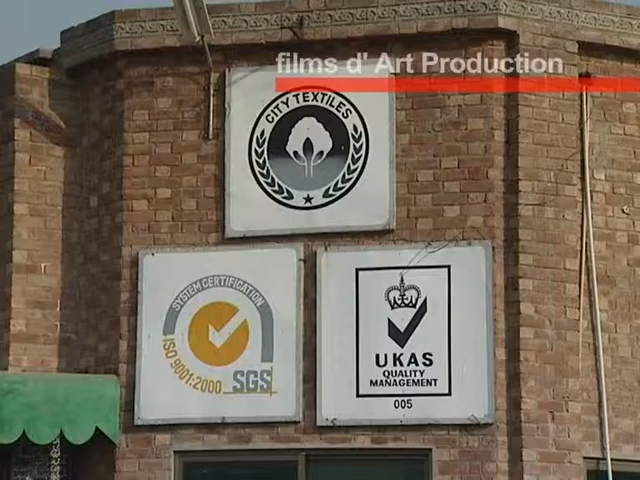 films d' Art Production
CITY TEXTILES
SYSTEM CERTIFICATION
ISO 9001:2000
SGS
UKAS
QUALITY
MANAGEMENT
005